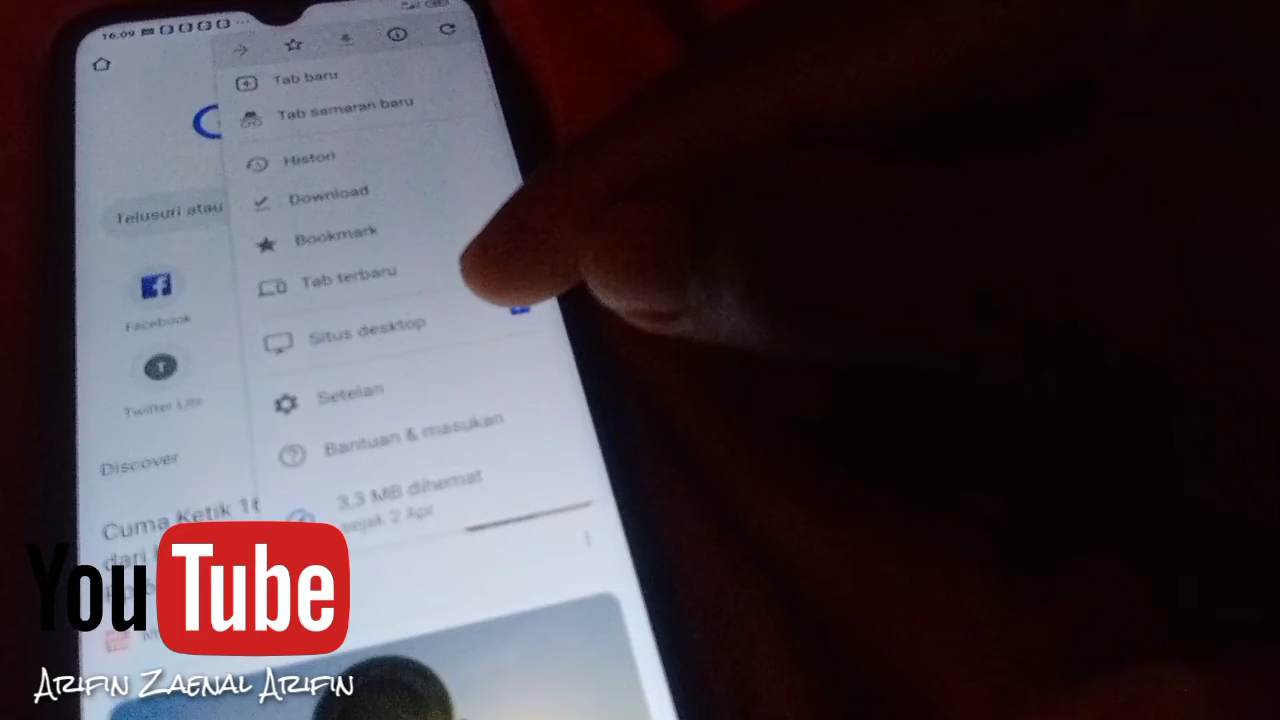 16.09
Tab baru
Tab samaran baru
Histori
Download
Telusuri atau
Bookmark
Tab terbaru
Facebook
Situs desktop
Twitter Lite
Setelan
Bantuan & masukan
Discover
3,3 MB dihemat
sejak 2 Apr
Cuma Ketik
dari
YouTube
Arifin Zaenal Arifin